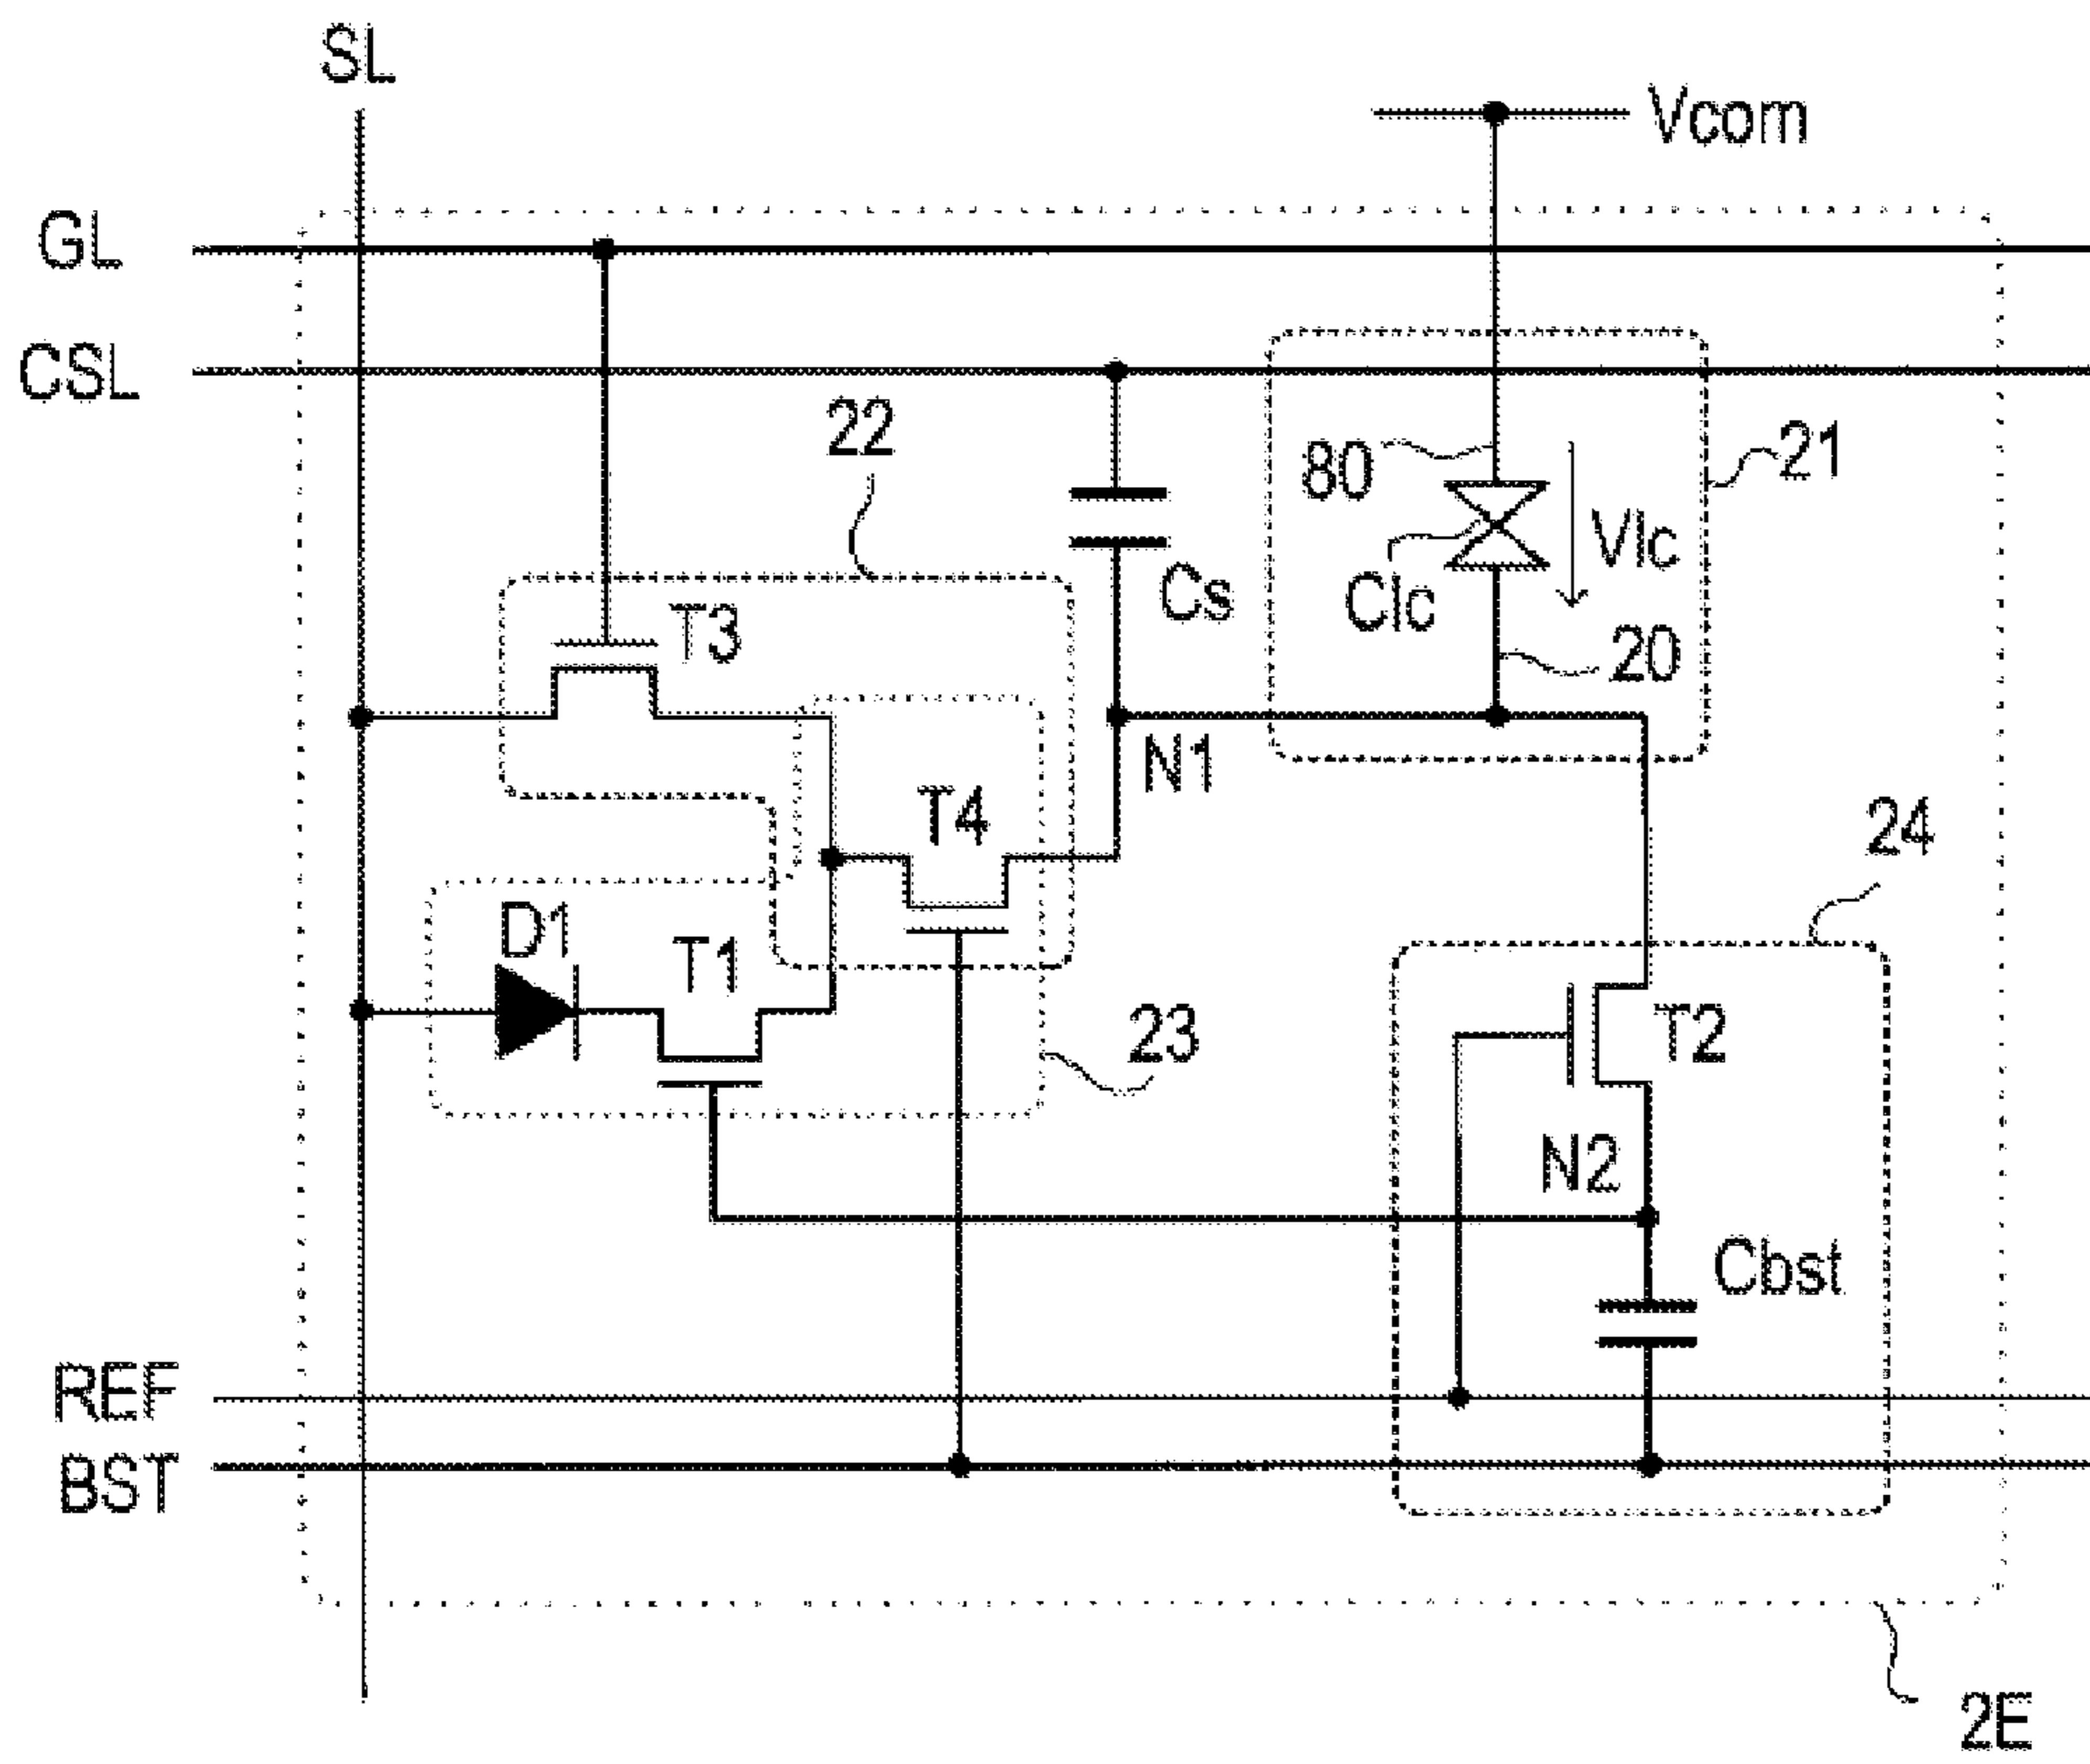 SL
Vcom
GL
CSL
22
80
21
Vlc
Clc
Cs
T3
20
N1
T4
24
D1
T1
23
T2
N2
Cbst
REF
BST
2E